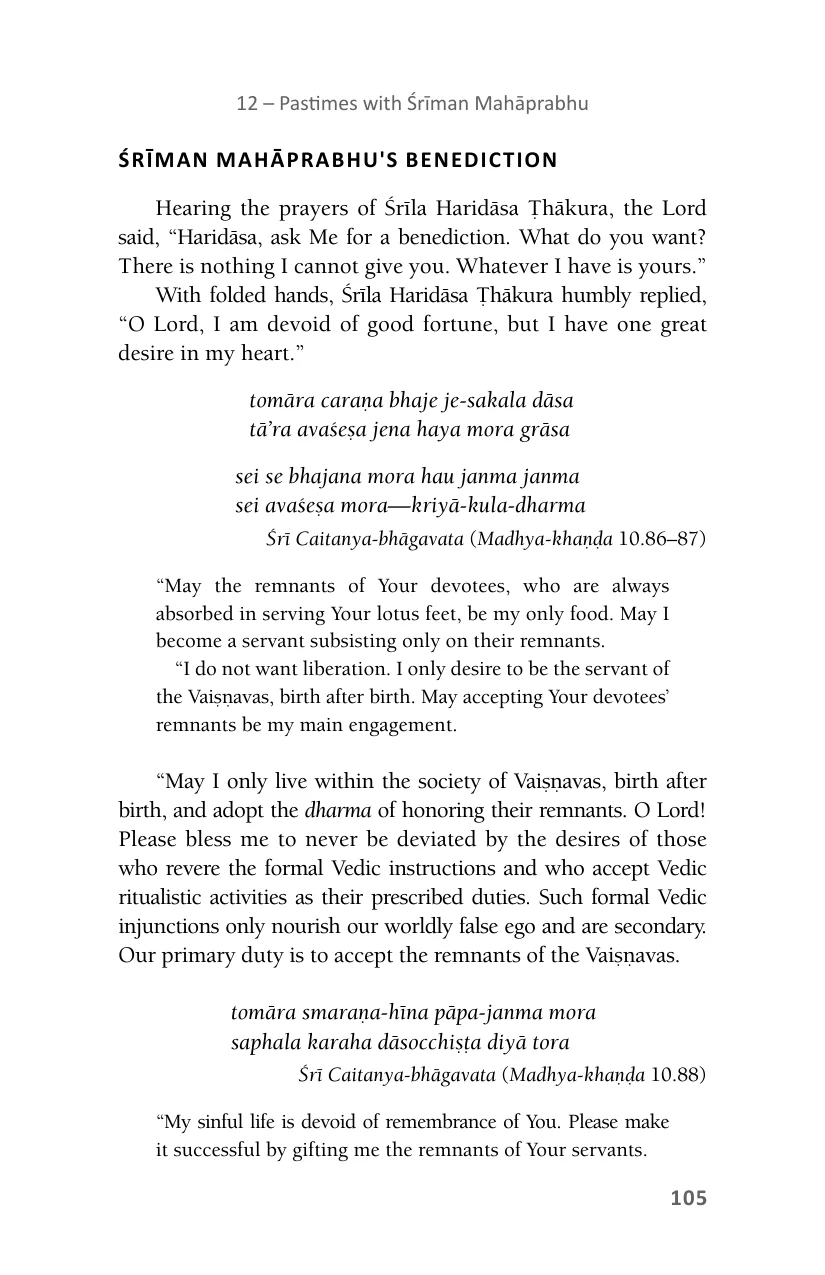 12 – Pastimes with Śrīman Mahāprabhu
ŚRĪMAN MAHĀPRABHU'S BENEDICTION
Hearing the prayers of Śrīla Haridāsa Ṭhākura, the Lord
said, “Haridāsa, ask Me for a benediction. What do you want?
There is nothing I cannot give you. Whatever I have is yours.”
With folded hands, Śrīla Haridāsa Ṭhākura humbly replied,
“O Lord, I am devoid of good fortune, but I have one great
desire in my heart.”
tomāra caraṇa bhaje je-sakala dāsa
tā’ra avaśeṣa jena haya mora grāsa
sei se bhajana mora hau janma janma
sei avaśeṣa mora—kriyā-kula-dharma
Śrī Caitanya-bhāgavata (Madhya-khaṇḍa 10.86–87)
“May the remnants of Your devotees, who are always
absorbed in serving Your lotus feet, be my only food. May I
become a servant subsisting only on their remnants.
“I do not want liberation. I only desire to be the servant of
the Vaiṣṇavas, birth after birth. May accepting Your devotees’
remnants be my main engagement.
“May I only live within the society of Vaiṣṇavas, birth after
birth, and adopt the dharma of honoring their remnants. O Lord!
Please bless me to never be deviated by the desires of those
who revere the formal Vedic instructions and who accept Vedic
ritualistic activities as their prescribed duties. Such formal Vedic
injunctions only nourish our worldly false ego and are secondary.
Our primary duty is to accept the remnants of the Vaiṣṇavas.
tomāra smaraṇa-hīna pāpa-janma mora
saphala karaha dāsocchiṣṭa diyā tora
Śrī Caitanya-bhāgavata (Madhya-khaṇḍa 10.88)
“My sinful life is devoid of remembrance of You. Please make
it successful by gifting me the remnants of Your servants.
105